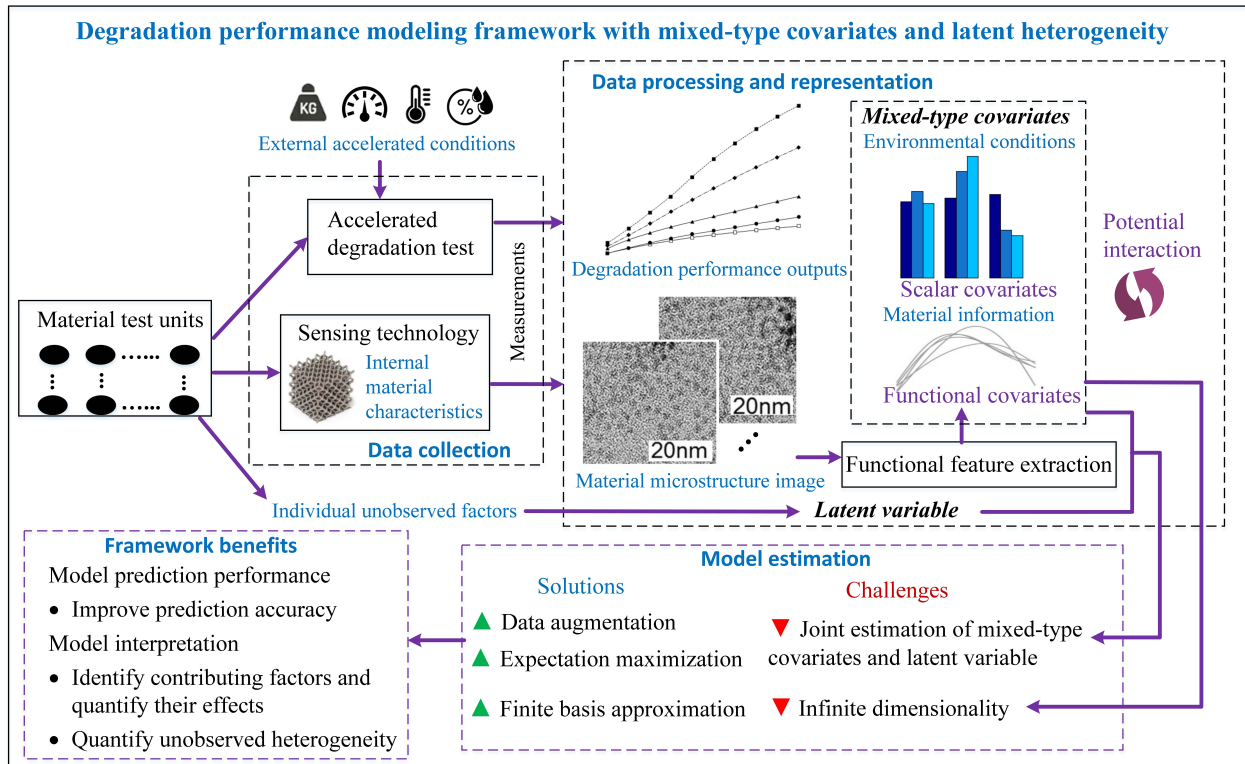 Degradation performance modeling framework with mixed-type covariates and latent heterogeneity
KG
%
External accelerated conditions
Accelerated
degradation test
Material test units
Sensing technology
Internal
material
characteristics
Measurements
Data collection
Individual unobserved factors
Data processing and representation
Degradation performance outputs
20nm
20nm
Material microstructure image
Mixed-type covariates
Environmental conditions
Scalar covariates
Material information
Functional covariates
Functional feature extraction
Latent variable
Potential
interaction
Framework benefits
Model prediction performance
• Improve prediction accuracy
Model interpretation
• Identify contributing factors and
quantify their effects
• Quantify unobserved heterogeneity
Model estimation
Solutions
Data augmentation
Expectation maximization
Finite basis approximation
Challenges
Joint estimation of mixed-type
covariates and latent variable
Infinite dimensionality